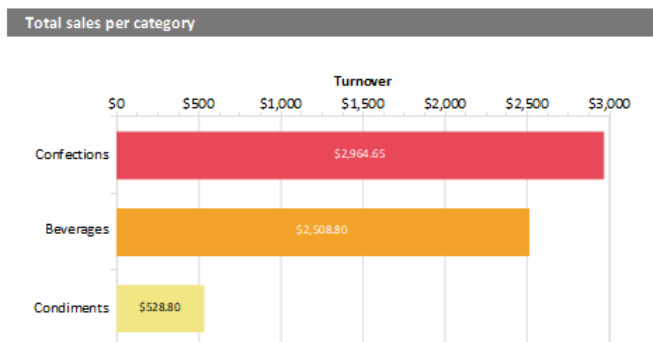 Total sales per category
Turnover
$0 $500 $1,000 $1,500 $2,000 $2,500 $3,000
Confections $2,964.65
Beverages $2,508.80
Condiments $528.80